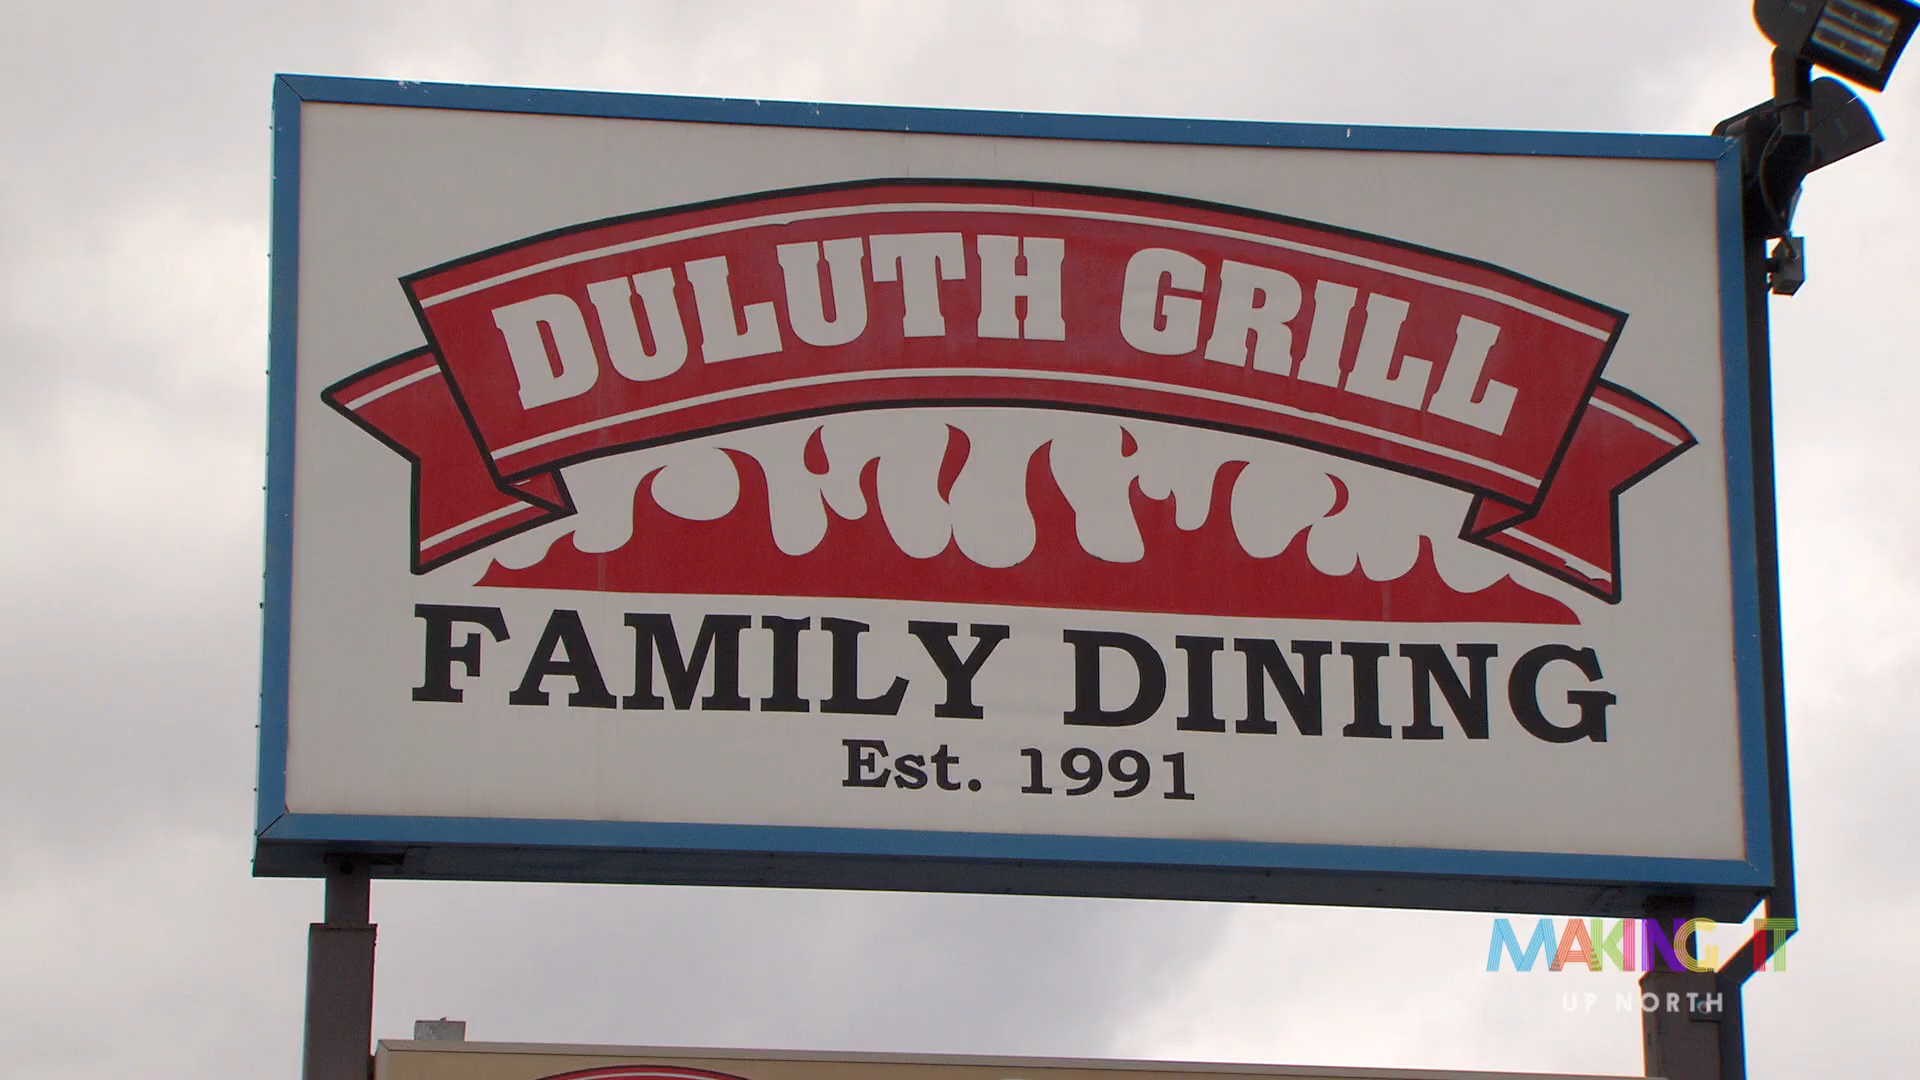 DULUTH GRILL
FAMILY DINING
Est. 1991
MAKING IT
UP NORTH